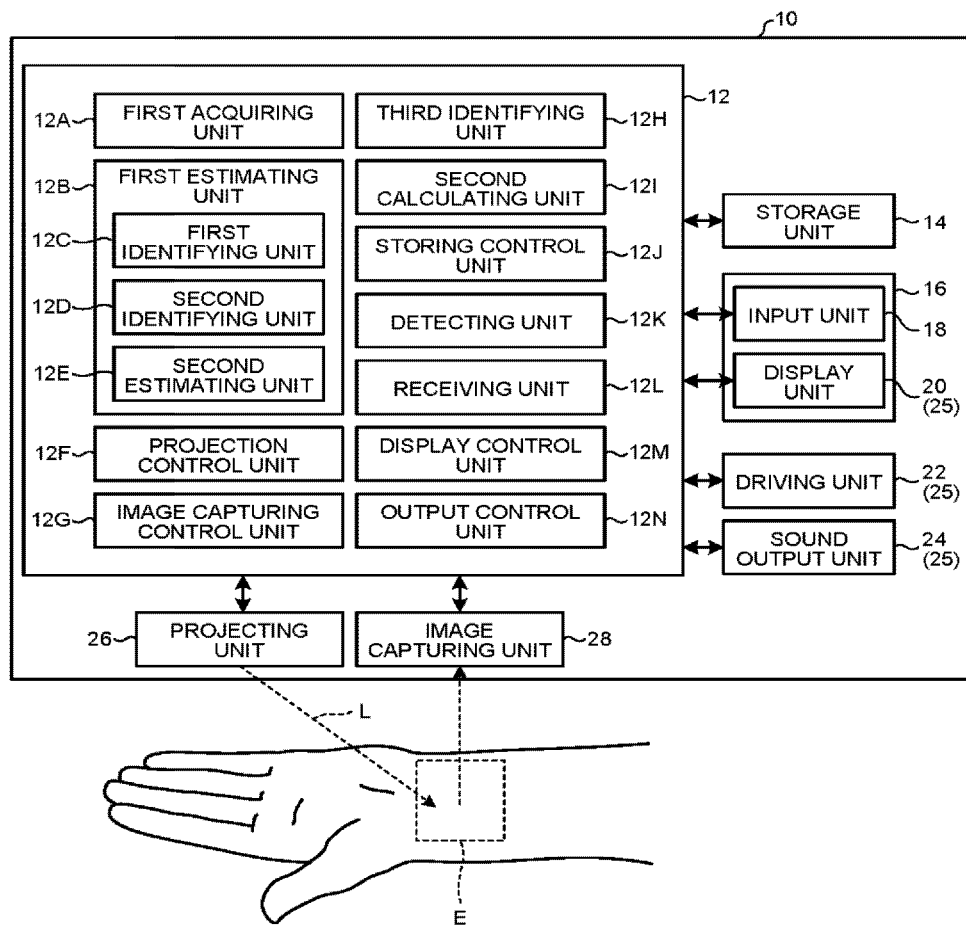 10
12
12A
FIRST ACQUIRING
UNIT
12B
FIRST ESTIMATING
UNIT
12C
FIRST
IDENTIFYING UNIT
12D
SECOND
IDENTIFYING UNIT
12E
SECOND
ESTIMATING UNIT
12F
PROJECTION
CONTROL UNIT
12G
IMAGE CAPTURING
CONTROL UNIT
THIRD IDENTIFYING
UNIT
12H
SECOND
CALCULATING UNIT
12I
STORING CONTROL
UNIT
12J
DETECTING UNIT
12K
RECEIVING UNIT
12L
DISPLAY CONTROL
UNIT
12M
OUTPUT CONTROL
UNIT
12N
STORAGE
UNIT
14
16
INPUT UNIT
18
DISPLAY
UNIT
20
(25)
DRIVING UNIT
22
(25)
SOUND
OUTPUT UNIT
24
(25)
26
PROJECTING
UNIT
IMAGE
CAPTURING UNIT
28
L
E